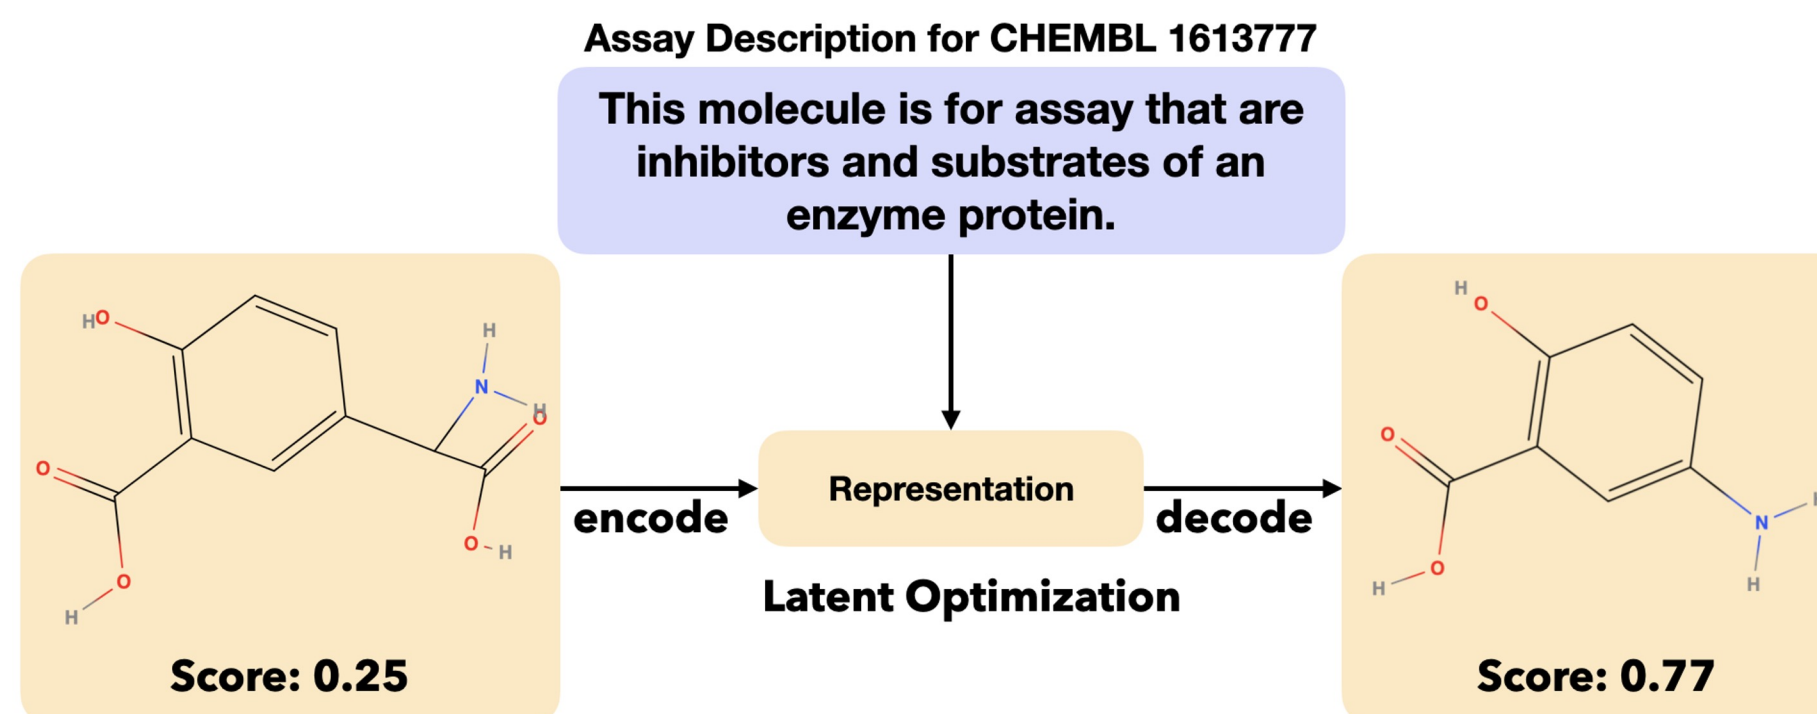 Assay Description for CHEMBL 1613777
This molecule is for assay that are
inhibitors and substrates of an
enzyme protein.
HO
H
N
H
O
O
O
H
O
H
Score: 0.25
encode
Representation
decode
Latent Optimization
H
O
O
N
H
O
H
H
Score: 0.77